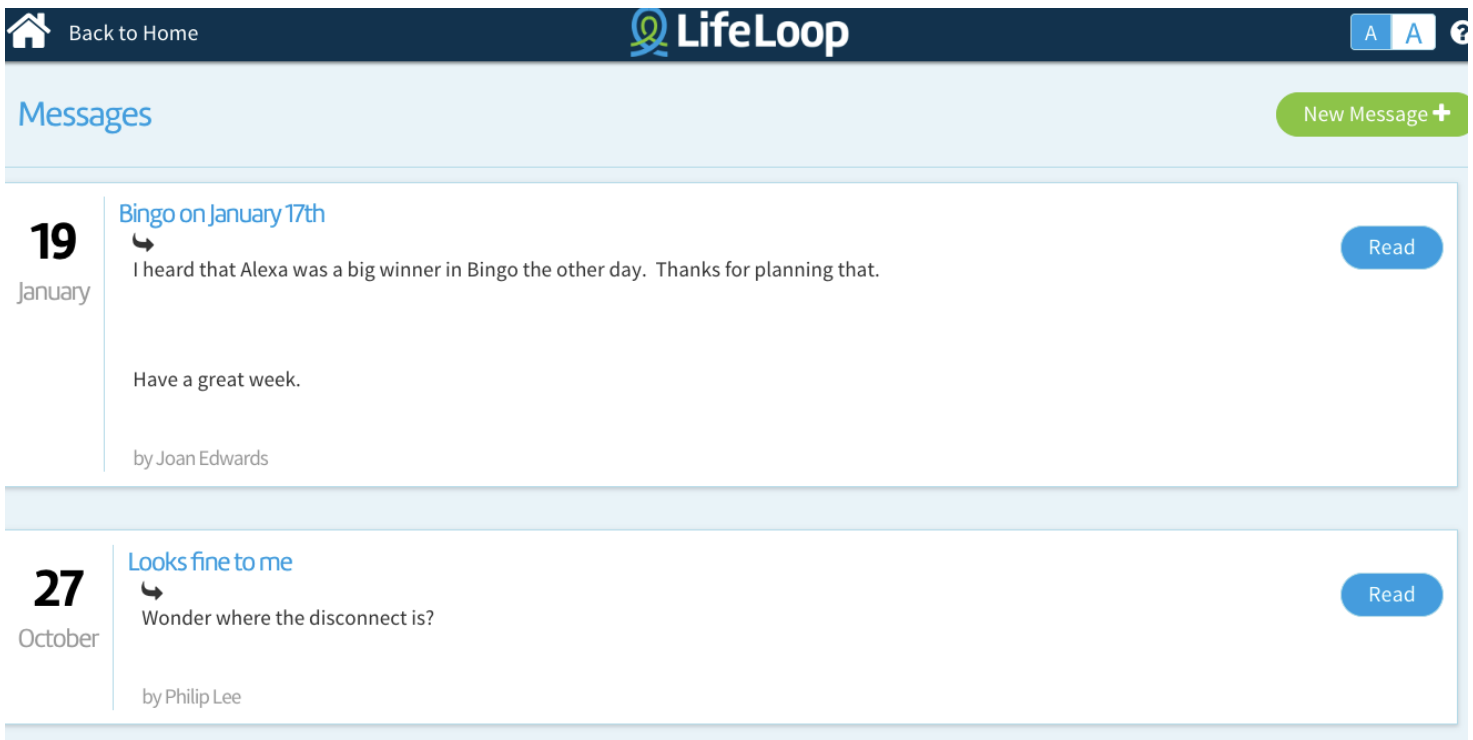 Back to Home
LifeLoop
A A ?
Messages
New Message +
19
January
Bingo on January 17th
I heard that Alexa was a big winner in Bingo the other day.  Thanks for planning that.
Have a great week.
by Joan Edwards
Read
27
October
Looks fine to me
Wonder where the disconnect is?
by Philip Lee
Read